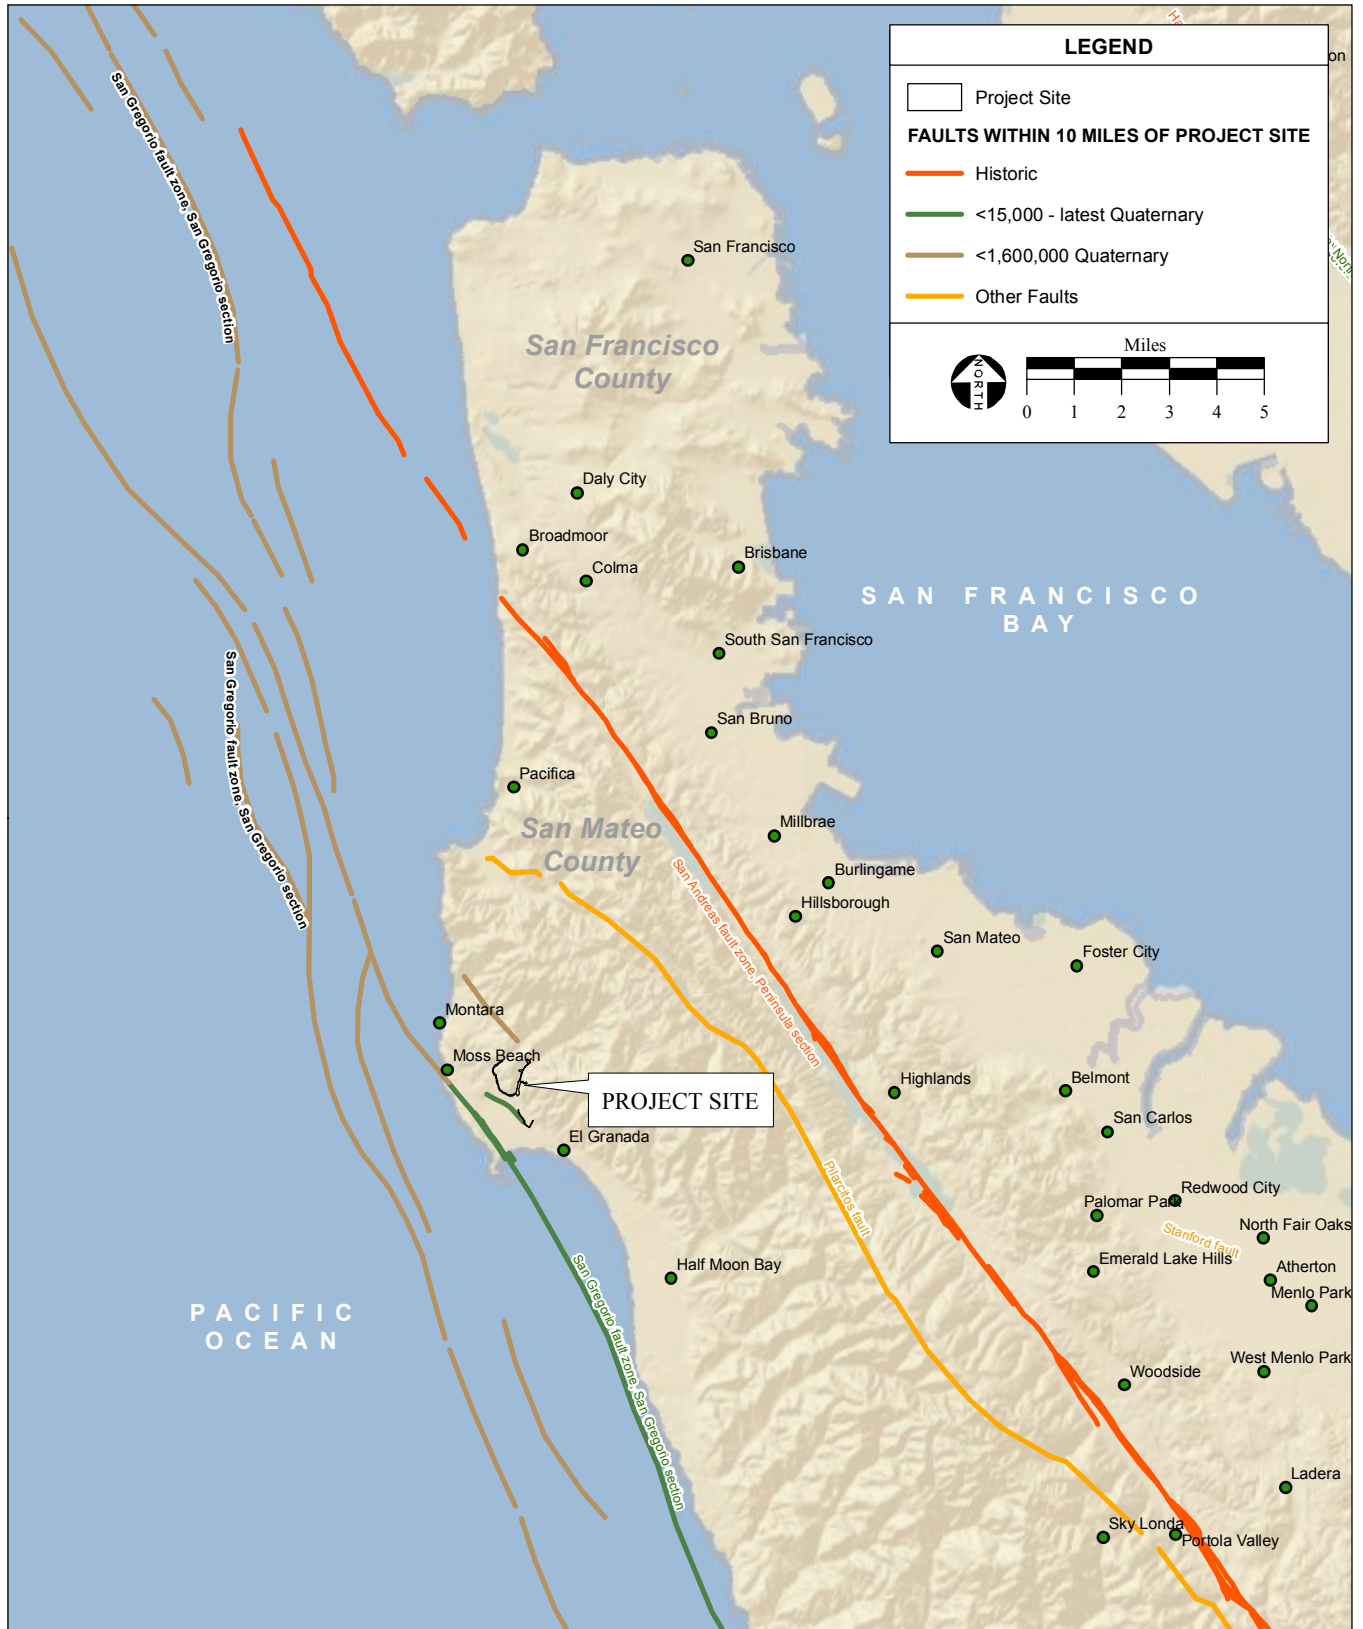 LEGEND
Project Site
FAULTS WITHIN 10 MILES OF PROJECT SITE
Historic
<15,000 - latest Quaternary
<1,600,000 Quaternary
Other Faults
Miles
NORTH
0 1 2 3 4 5
Ha
on
San Gregorio fault zone, San Gregorio section
San Francisco
San Francisco
County
Daly City
Broadmoor
Colma
Brisbane
SAN FRANCISCO
BAY
South San Francisco
San Gregorio fault zone, San Gregorio section
San Bruno
Pacifica
San Mateo
County
Millbrae
Burlingame
Hillsborough
San Andreas fault zone, Peninsula section
San Mateo
Foster City
Montara
Moss Beach
PROJECT SITE
Highlands
Belmont
San Carlos
El Granada
Pilarcitos fault
Palomar Park
Redwood City
Stanford fault
North Fair Oaks
Emerald Lake Hills
Atherton
Menlo Park
Half Moon Bay
San Gregorio fault zone, San Gregorio section
PACIFIC
OCEAN
West Menlo Park
Woodside
Ladera
Sky Londa
Portola Valley